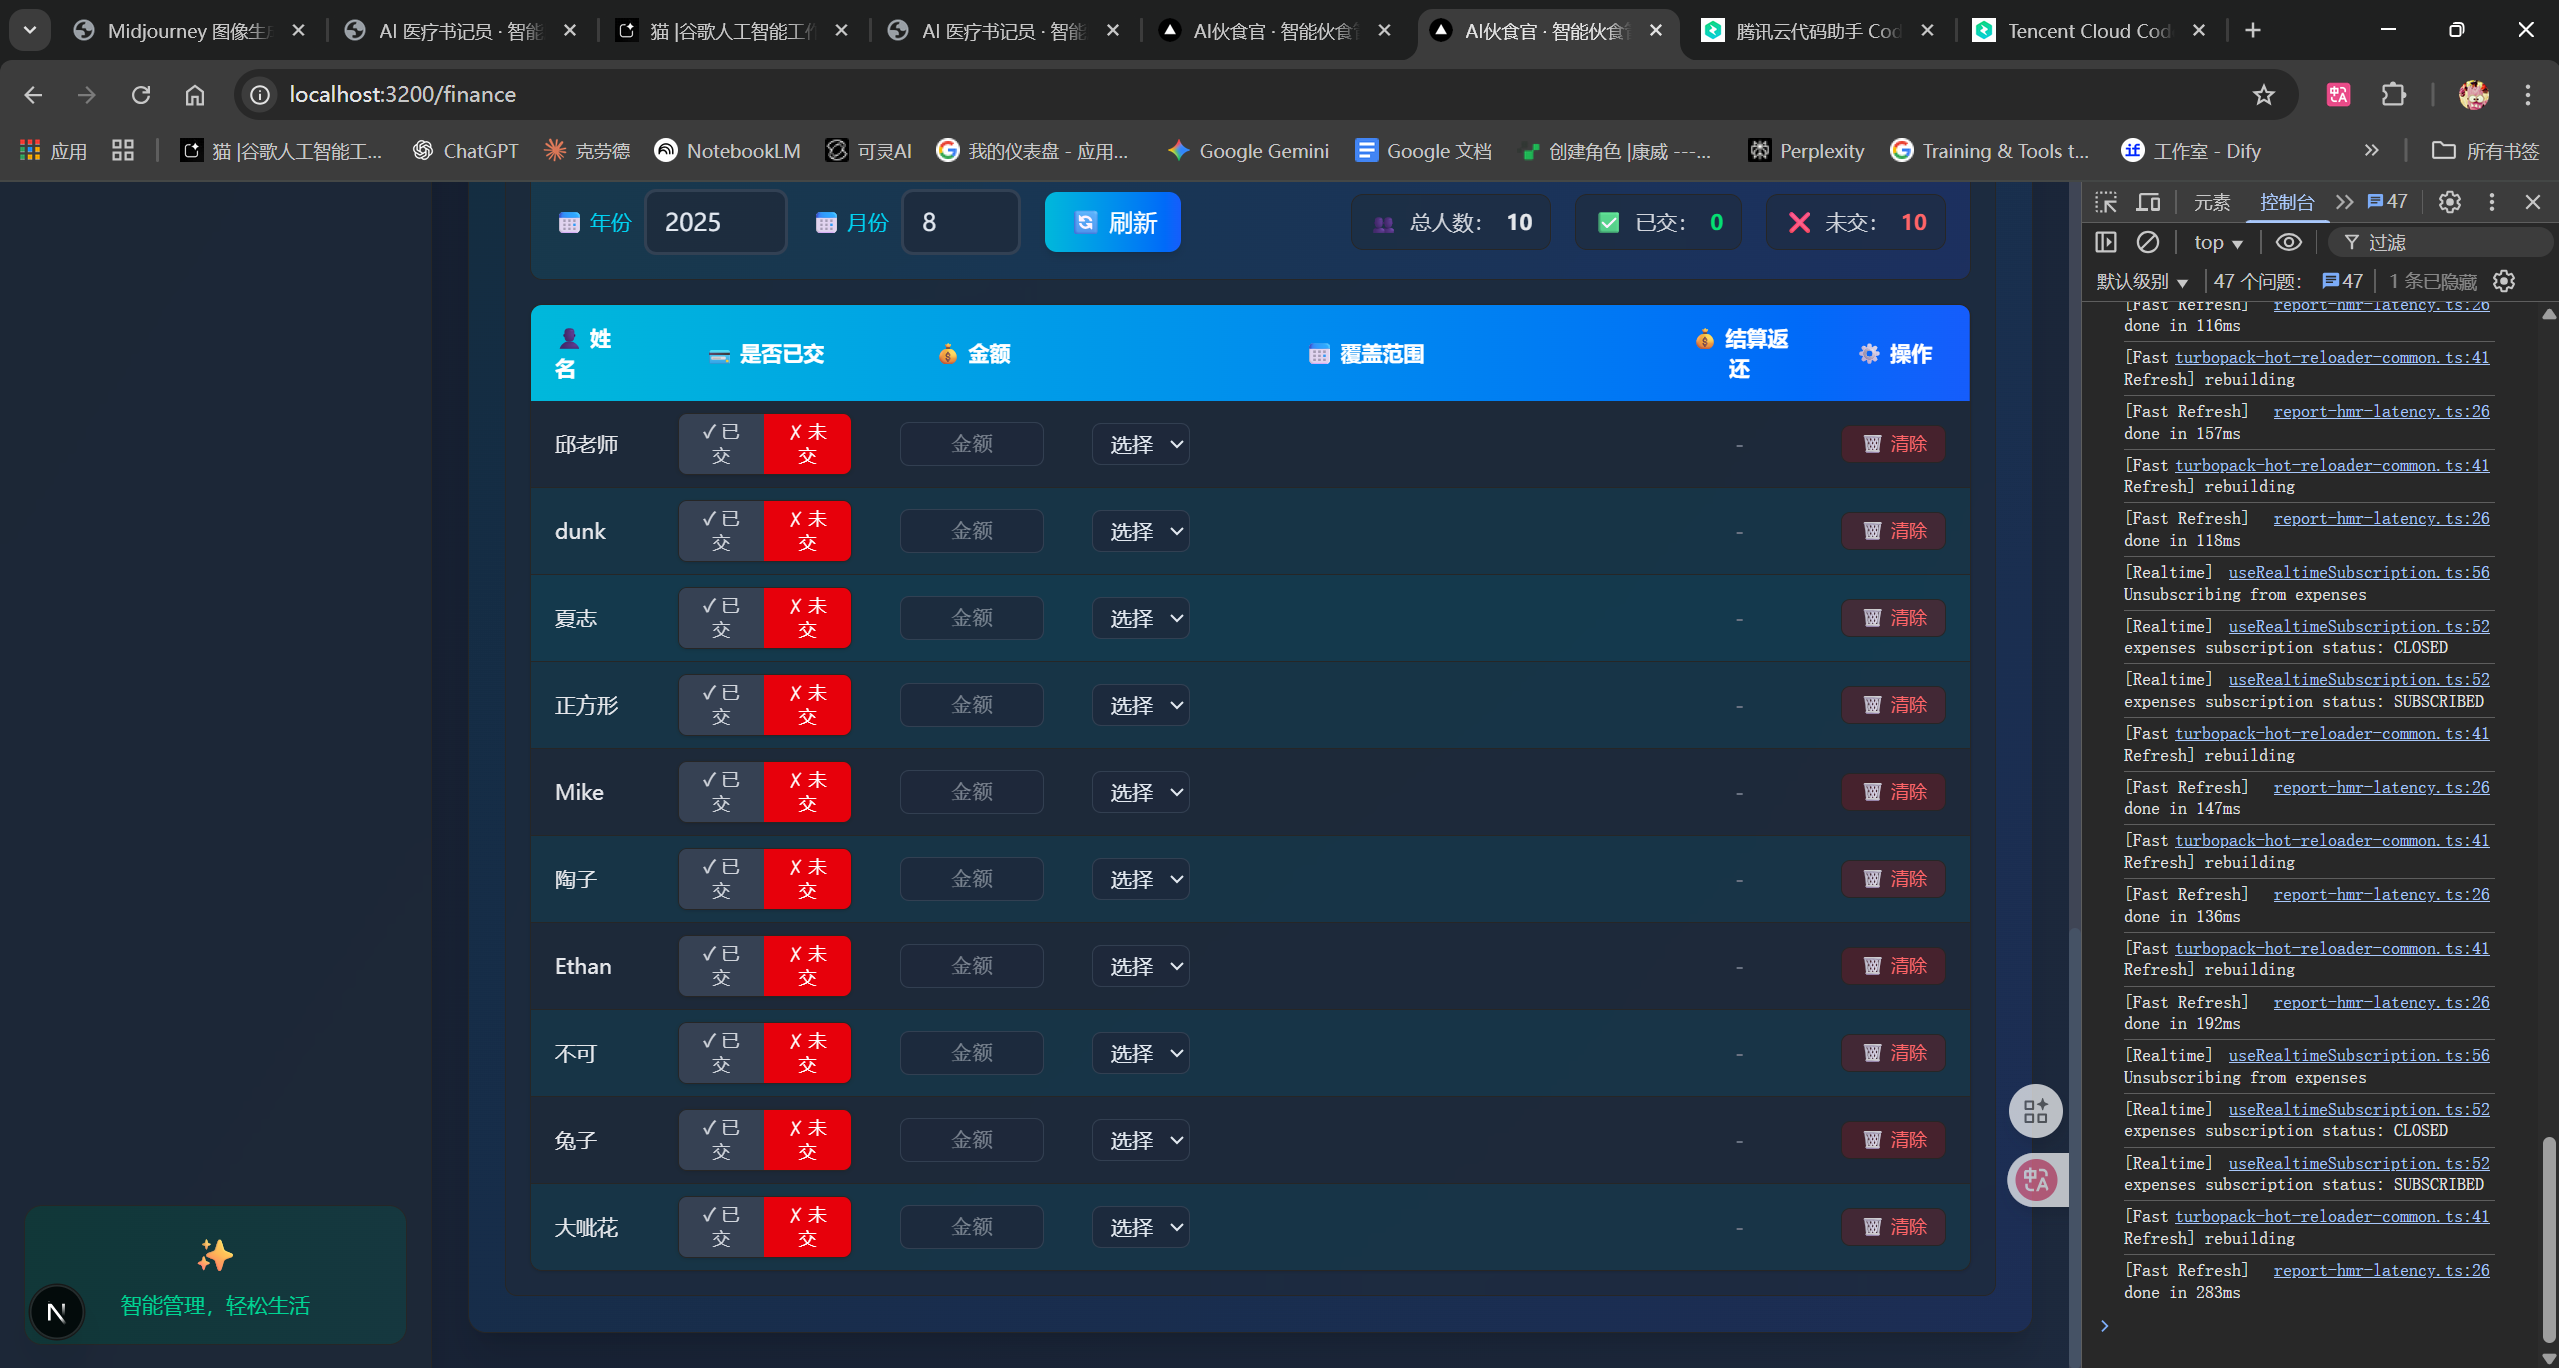 Midjourney 图像生
AI 医疗书记员 · 智能
猫 |谷歌人工智能工作
AI 医疗书记员 · 智能
AI伙食官 · 智能伙食管
AI伙食官 · 智能伙食管
腾讯云代码助手 Cod
Tencent Cloud Cod
localhost:3200/finance
应用
猫 |谷歌人工智能工...
ChatGPT
克劳德
NotebookLM
可灵AI
我的仪表盘 - 应用...
Google Gemini
Google 文档
创建角色 |康威 ---...
Perplexity
Training & Tools t...
工作室 - Dify
所有书签
年份 2025 月份 8 刷新 总人数: 10 已交: 0 未交: 10
姓名 是否已交 金额 覆盖范围 结算返还 操作
邱老师 ✓ 已交 ✗ 未交 金额 选择 - 清除
dunk ✓ 已交 ✗ 未交 金额 选择 - 清除
夏志 ✓ 已交 ✗ 未交 金额 选择 - 清除
正方形 ✓ 已交 ✗ 未交 金额 选择 - 清除
Mike ✓ 已交 ✗ 未交 金额 选择 - 清除
陶子 ✓ 已交 ✗ 未交 金额 选择 - 清除
Ethan ✓ 已交 ✗ 未交 金额 选择 - 清除
不可 ✓ 已交 ✗ 未交 金额 选择 - 清除
兔子 ✓ 已交 ✗ 未交 金额 选择 - 清除
大呲花 ✓ 已交 ✗ 未交 金额 选择 - 清除
智能管理，轻松生活
N
元素 控制台 47
top 过滤
默认级别 47 个问题: 47 1 条已隐藏
[Fast Refresh] report-hmr-latency.ts:26
done in 116ms
[Fast turbopack-hot-reloader-common.ts:41
Refresh] rebuilding
[Fast Refresh] report-hmr-latency.ts:26
done in 157ms
[Fast turbopack-hot-reloader-common.ts:41
Refresh] rebuilding
[Fast Refresh] report-hmr-latency.ts:26
done in 118ms
[Realtime] useRealtimeSubscription.ts:56
Unsubscribing from expenses
[Realtime] useRealtimeSubscription.ts:52
expenses subscription status: CLOSED
[Realtime] useRealtimeSubscription.ts:52
expenses subscription status: SUBSCRIBED
[Fast turbopack-hot-reloader-common.ts:41
Refresh] rebuilding
[Fast Refresh] report-hmr-latency.ts:26
done in 147ms
[Fast turbopack-hot-reloader-common.ts:41
Refresh] rebuilding
[Fast Refresh] report-hmr-latency.ts:26
done in 136ms
[Fast turbopack-hot-reloader-common.ts:41
Refresh] rebuilding
[Fast Refresh] report-hmr-latency.ts:26
done in 192ms
[Realtime] useRealtimeSubscription.ts:56
Unsubscribing from expenses
[Realtime] useRealtimeSubscription.ts:52
expenses subscription status: CLOSED
[Realtime] useRealtimeSubscription.ts:52
expenses subscription status: SUBSCRIBED
[Fast turbopack-hot-reloader-common.ts:41
Refresh] rebuilding
[Fast Refresh] report-hmr-latency.ts:26
done in 283ms